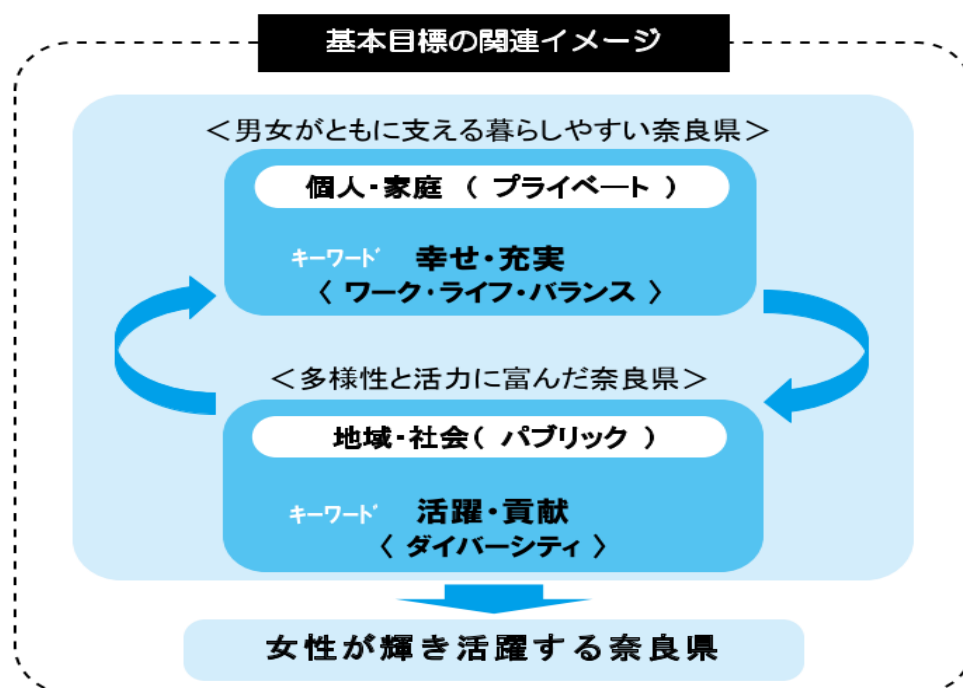 基本目標の関連イメージ
＜男女がともに支える暮らしやすい奈良県＞
個人・家庭 （ プライベート ）
キーワード 幸せ・充実
〈 ワーク・ライフ・バランス 〉
＜多様性と活力に富んだ奈良県＞
地域・社会（ パブリック ）
キーワード 活躍・貢献
〈 ダイバーシティ 〉
女性が輝き活躍する奈良県